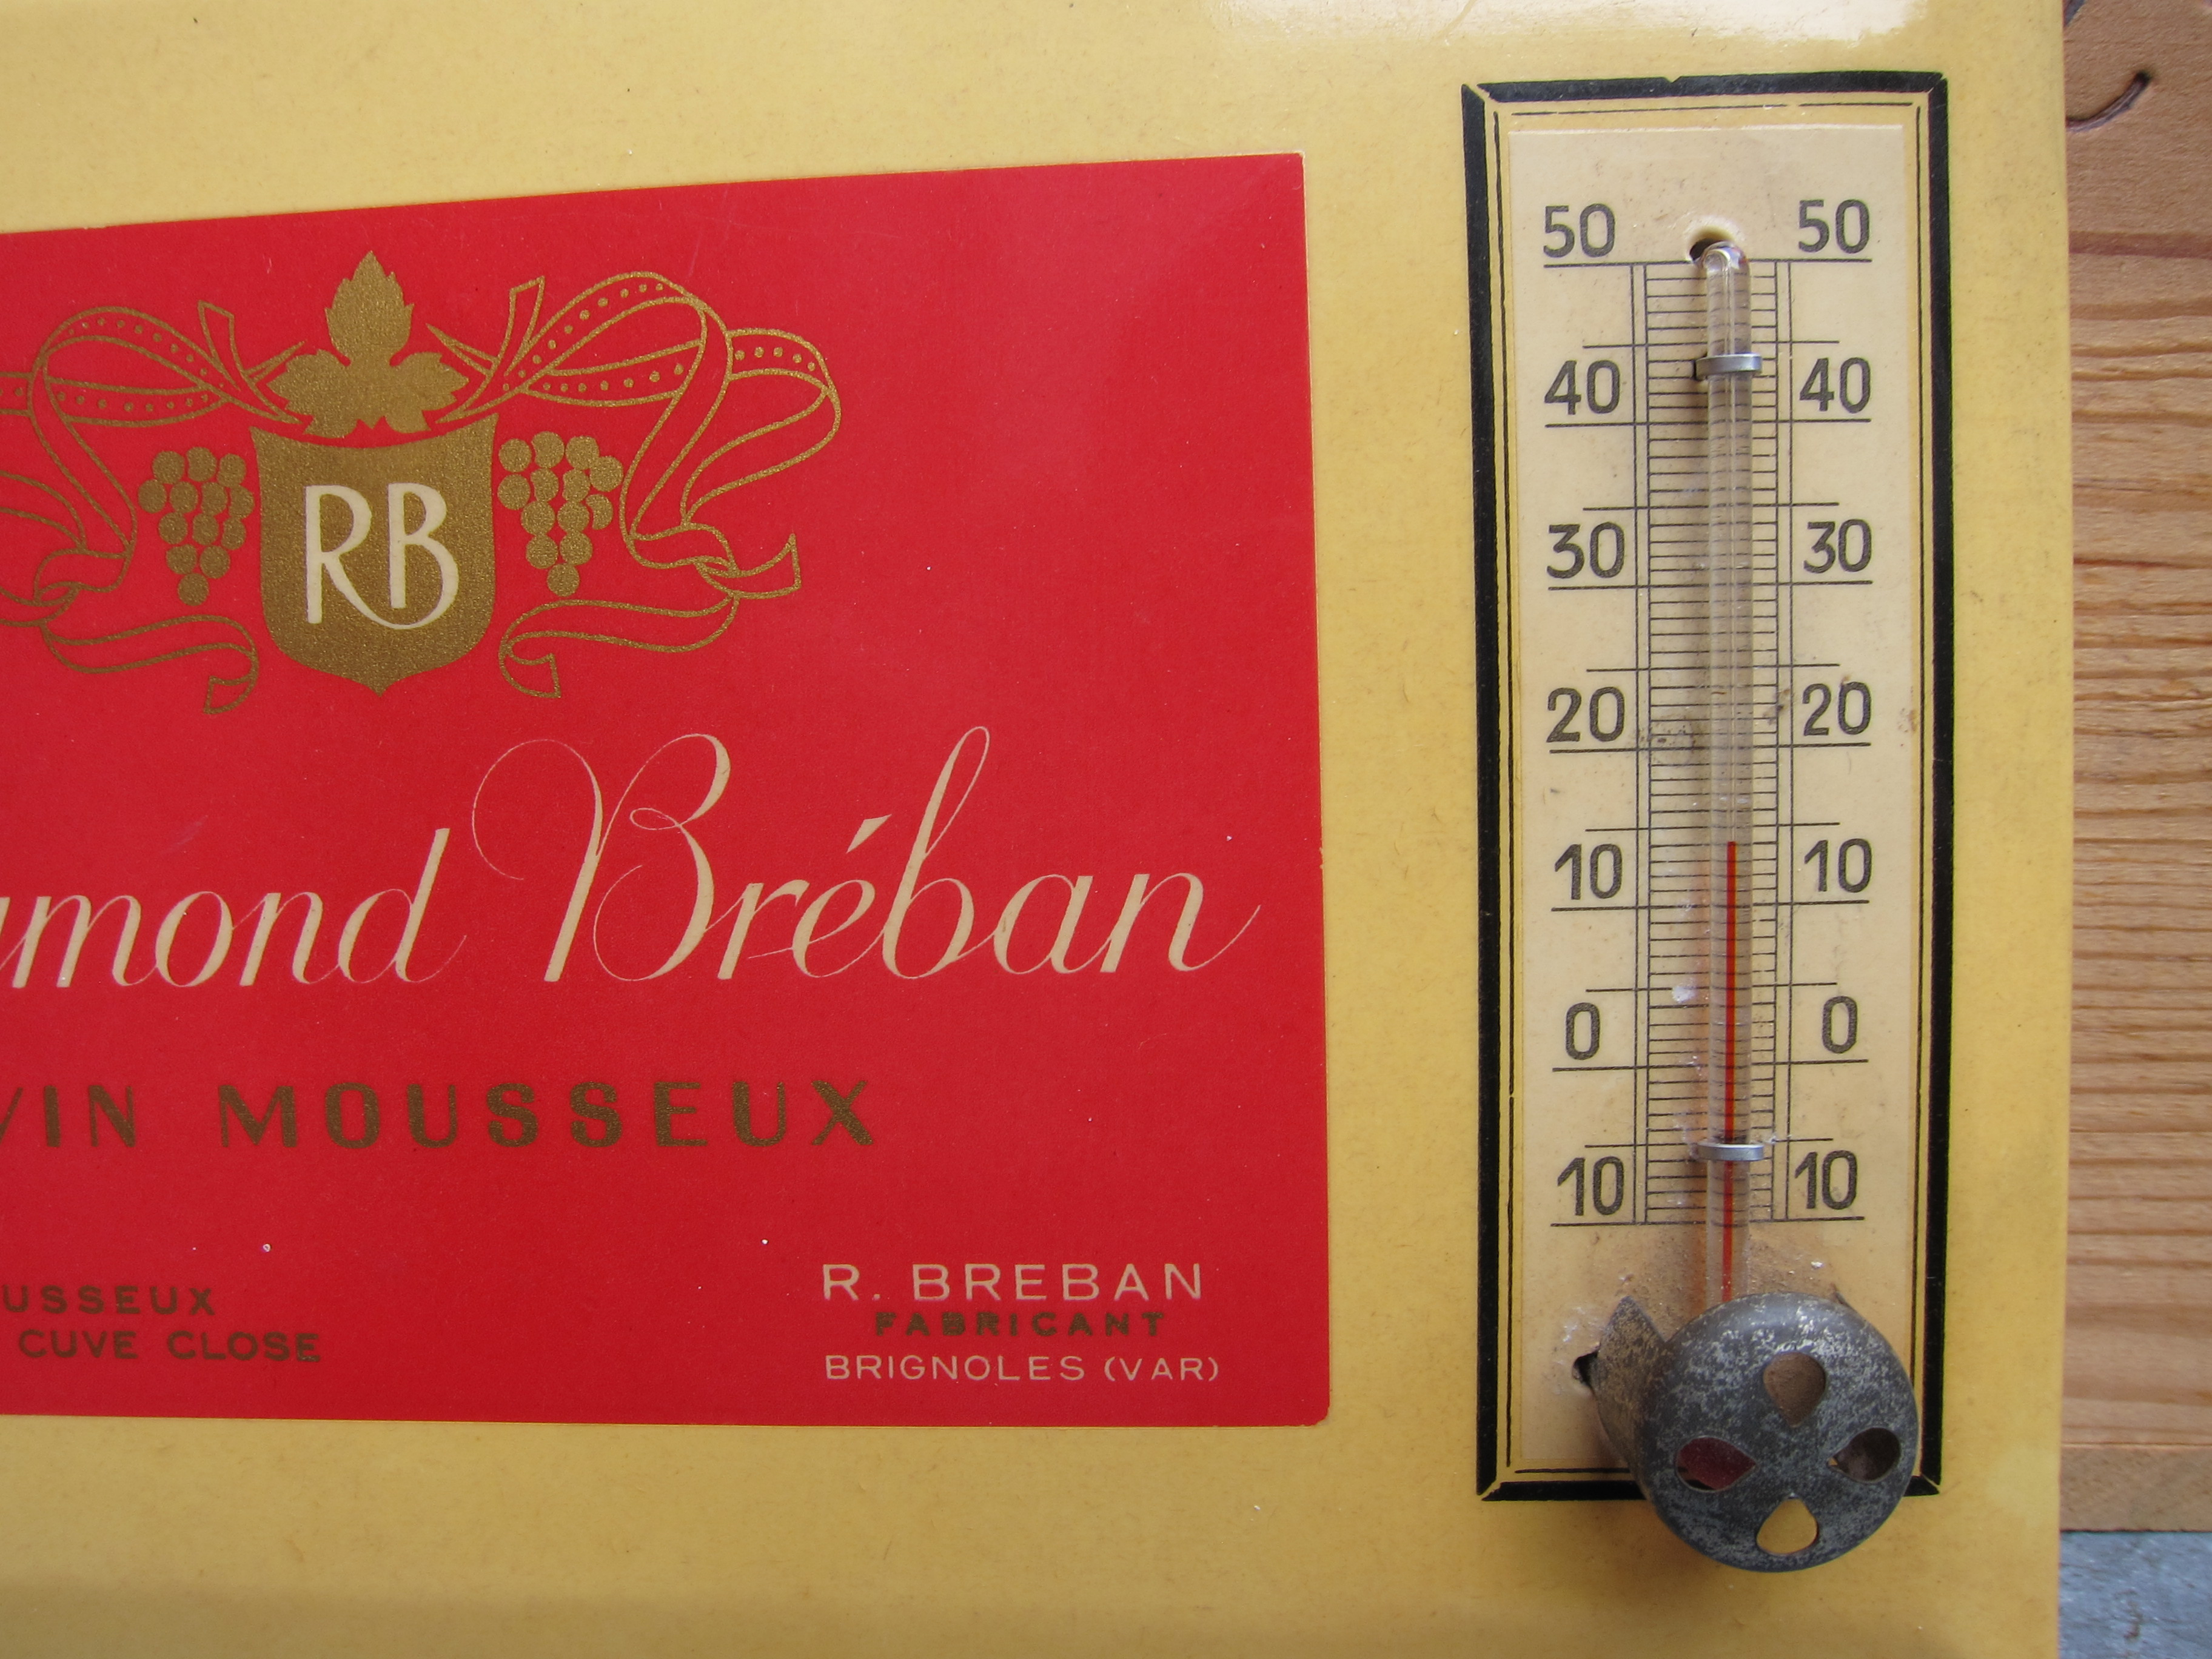 RB
mond Bréban
VIN MOUSSEUX
USSEUX
CUVE CLOSE
R. BREBAN
FABRICANT
BRIGNOLES (VAR)
50 50
40 40
30 30
20 20
10 10
0 0
10 10